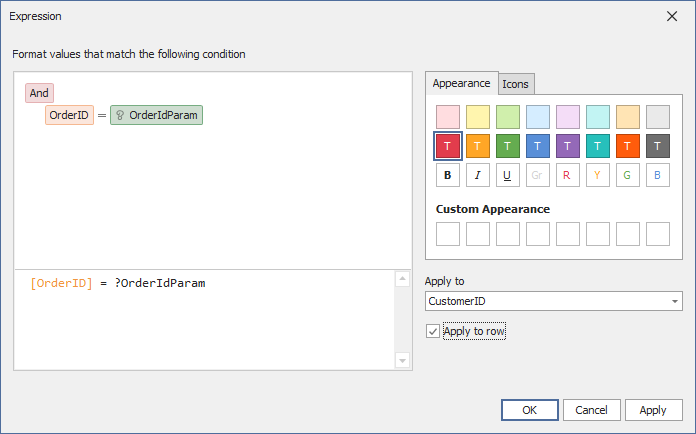 Expression
Format values that match the following condition
And
OrderID = OrderIdParam
[OrderID] = ?OrderIdParam
Appearance Icons
T T T T T T T T
B I U Gr R Y G B
Custom Appearance
Apply to
CustomerID
Apply to row
OK Cancel Apply